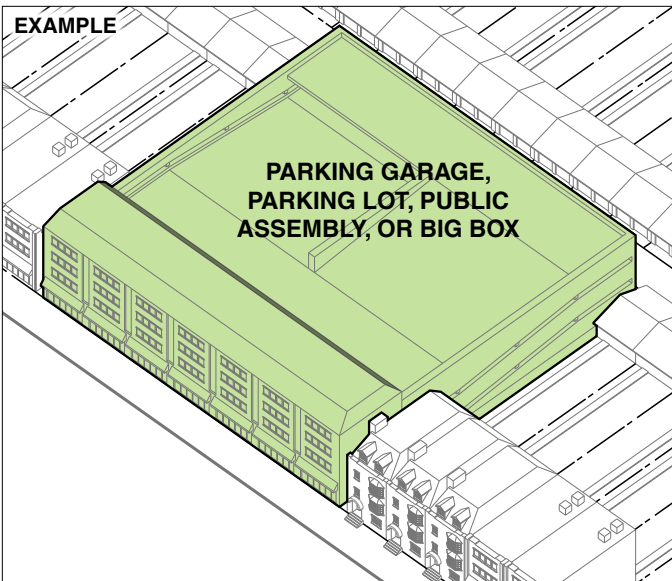 EXAMPLE
PARKING GARAGE,
PARKING LOT, PUBLIC
ASSEMBLY, OR BIG BOX